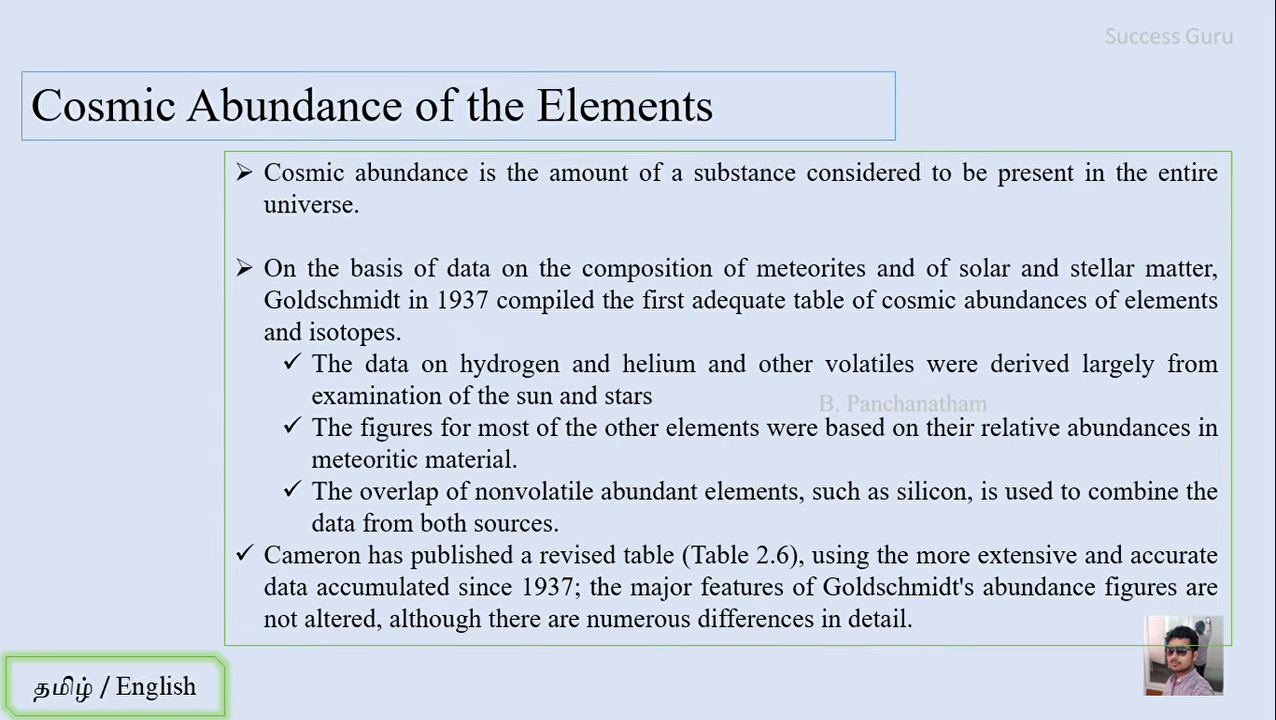 Success Guru
Cosmic Abundance of the Elements
➢ Cosmic abundance is the amount of a substance considered to be present in the entire
universe.
➢ On the basis of data on the composition of meteorites and of solar and stellar matter,
Goldschmidt in 1937 compiled the first adequate table of cosmic abundances of elements
and isotopes.
✓ The data on hydrogen and helium and other volatiles were derived largely from
examination of the sun and stars
B. Panchanatham
✓ The figures for most of the other elements were based on their relative abundances in
meteoritic material.
✓ The overlap of nonvolatile abundant elements, such as silicon, is used to combine the
data from both sources.
✓ Cameron has published a revised table (Table 2.6), using the more extensive and accurate
data accumulated since 1937; the major features of Goldschmidt's abundance figures are
not altered, although there are numerous differences in detail.
தமிழ் / English